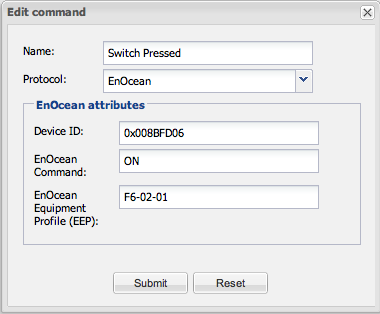 Edit command
Name: Switch Pressed
Protocol: EnOcean
EnOcean attributes
Device ID: 0x008BFD06
EnOcean Command: ON
EnOcean Equipment Profile (EEP): F6-02-01
Submit Reset